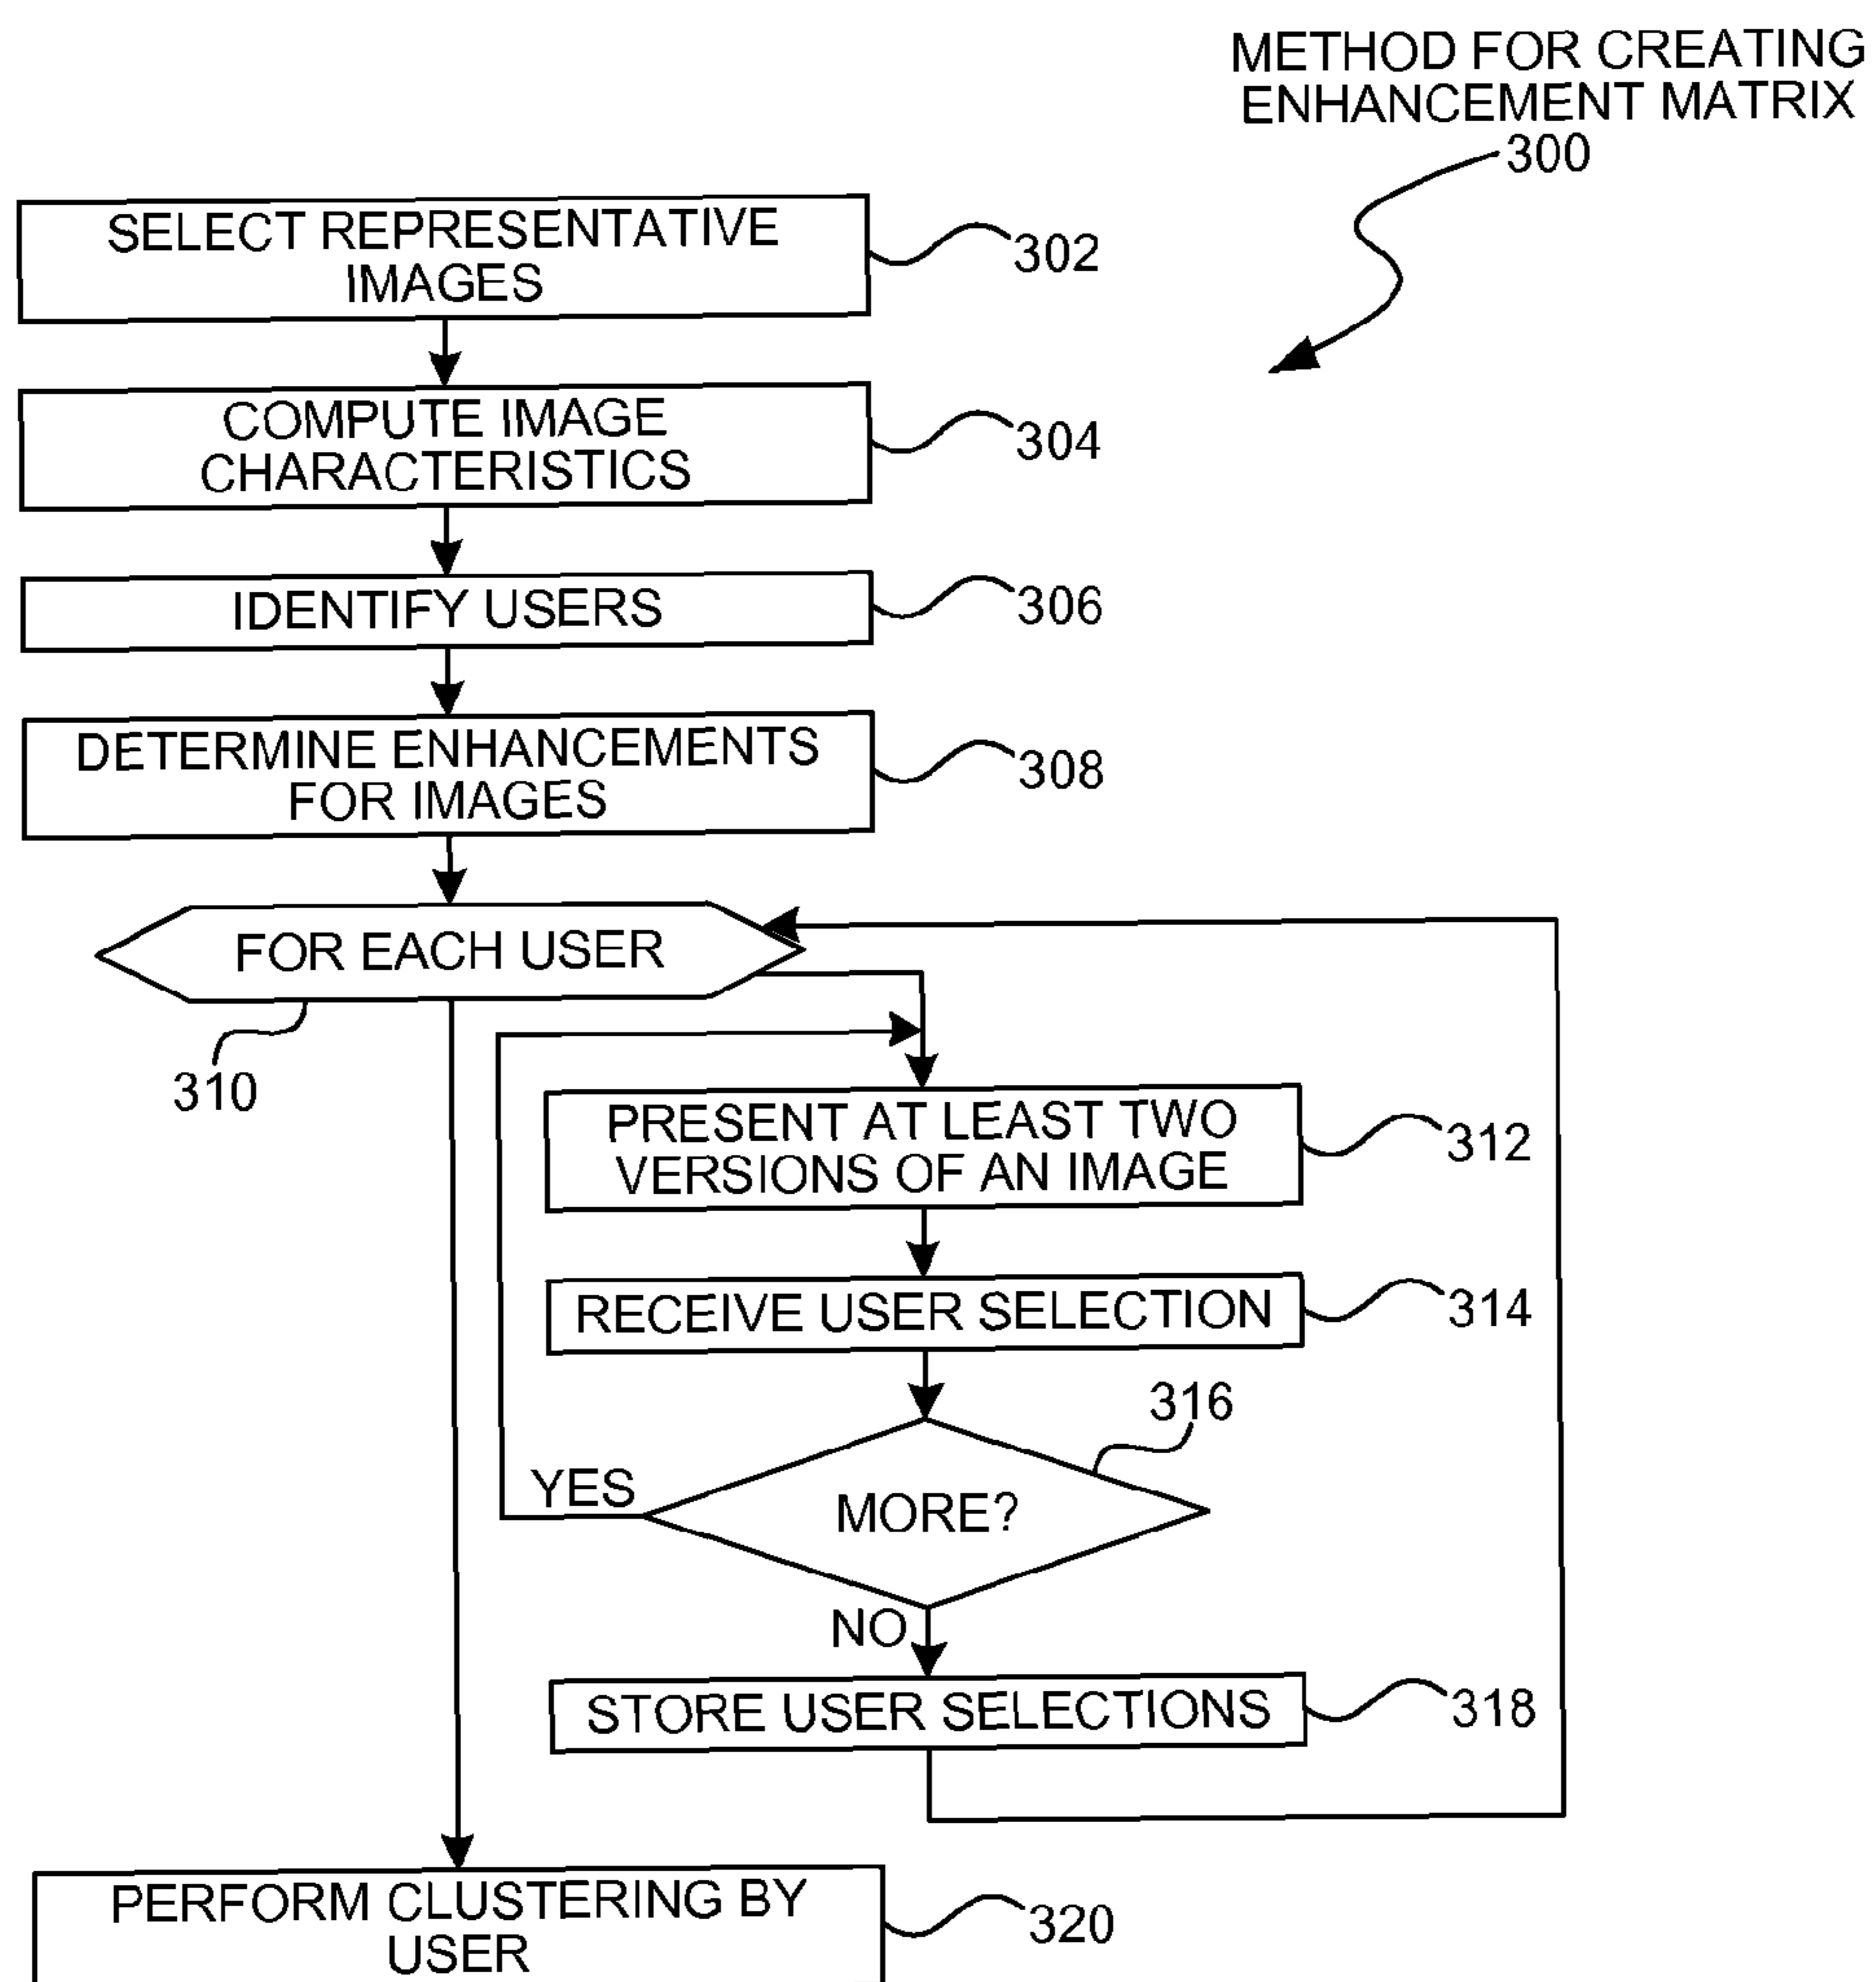 METHOD FOR CREATING
ENHANCEMENT MATRIX
300
SELECT REPRESENTATIVE
IMAGES
302
COMPUTE IMAGE
CHARACTERISTICS
304
IDENTIFY USERS
306
DETERMINE ENHANCEMENTS
FOR IMAGES
308
FOR EACH USER
310
PRESENT AT LEAST TWO
VERSIONS OF AN IMAGE
312
RECEIVE USER SELECTION
314
316
YES
MORE?
NO
STORE USER SELECTIONS
318
PERFORM CLUSTERING BY
USER
320